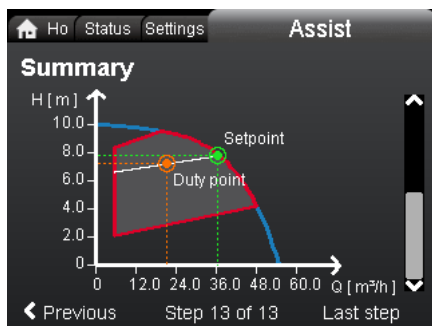 Ho Status Settings Assist
Summary
H [ m ]
10.0
8.0
6.0
4.0
2.0
0
Setpoint
Duty point
0 12.0 24.0 36.0 48.0 60.0 Q [ m³/h ]
Previous Step 13 of 13 Last step